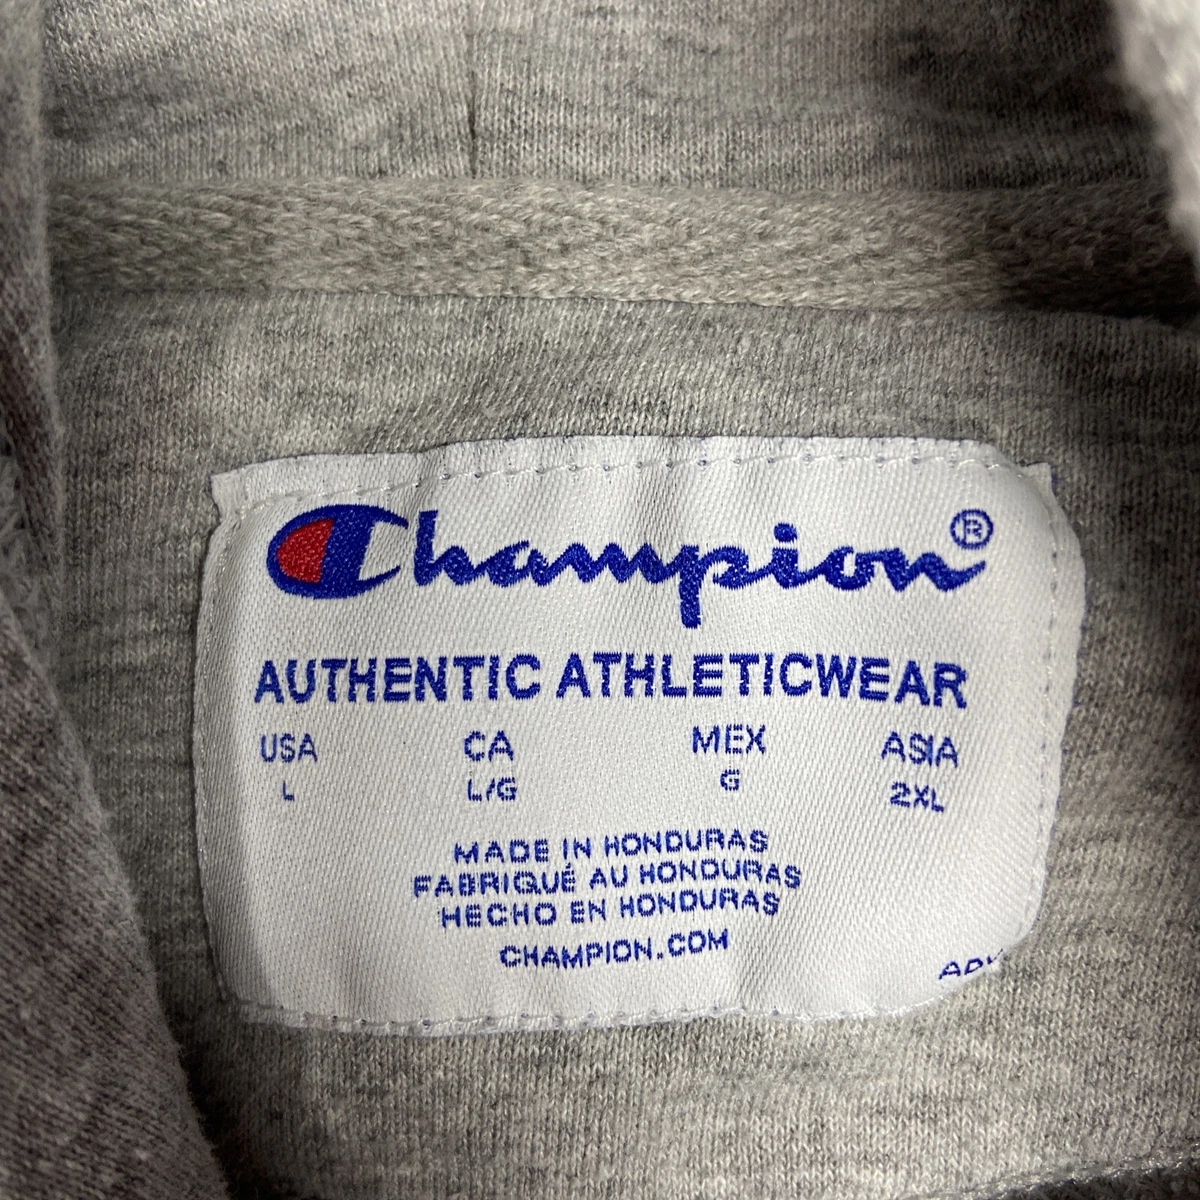 Champion®
AUTHENTIC ATHLETICWEAR
USA CA MEX ASIA
L L/G G 2XL
MADE IN HONDURAS
FABRIQUÉ AU HONDURAS
HECHO EN HONDURAS
CHAMPION.COM